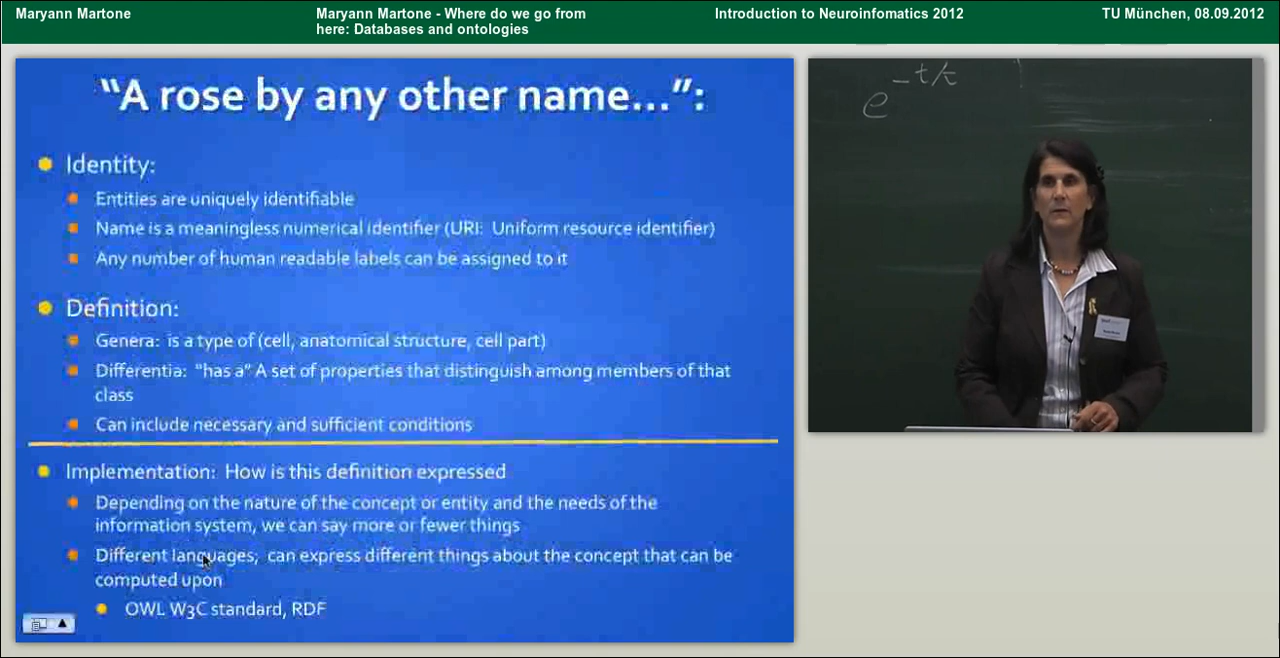 Maryann Martone
Maryann Martone - Where do we go from
here: Databases and ontologies
Introduction to Neuroinfomatics 2012
TU München, 08.09.2012
“A rose by any other name…”:
Identity:
Entities are uniquely identifiable
Name is a meaningless numerical identifier (URI: Uniform resource identifier)
Any number of human readable labels can be assigned to it
Definition:
Genera: is a type of (cell, anatomical structure, cell part)
Differentia: “has a” A set of properties that distinguish among members of that
class
Can include necessary and sufficient conditions
Implementation: How is this definition expressed
Depending on the nature of the concept or entity and the needs of the
information system, we can say more or fewer things
Different languages; can express different things about the concept that can be
computed upon
OWL W3C standard, RDF
e^-t/τ